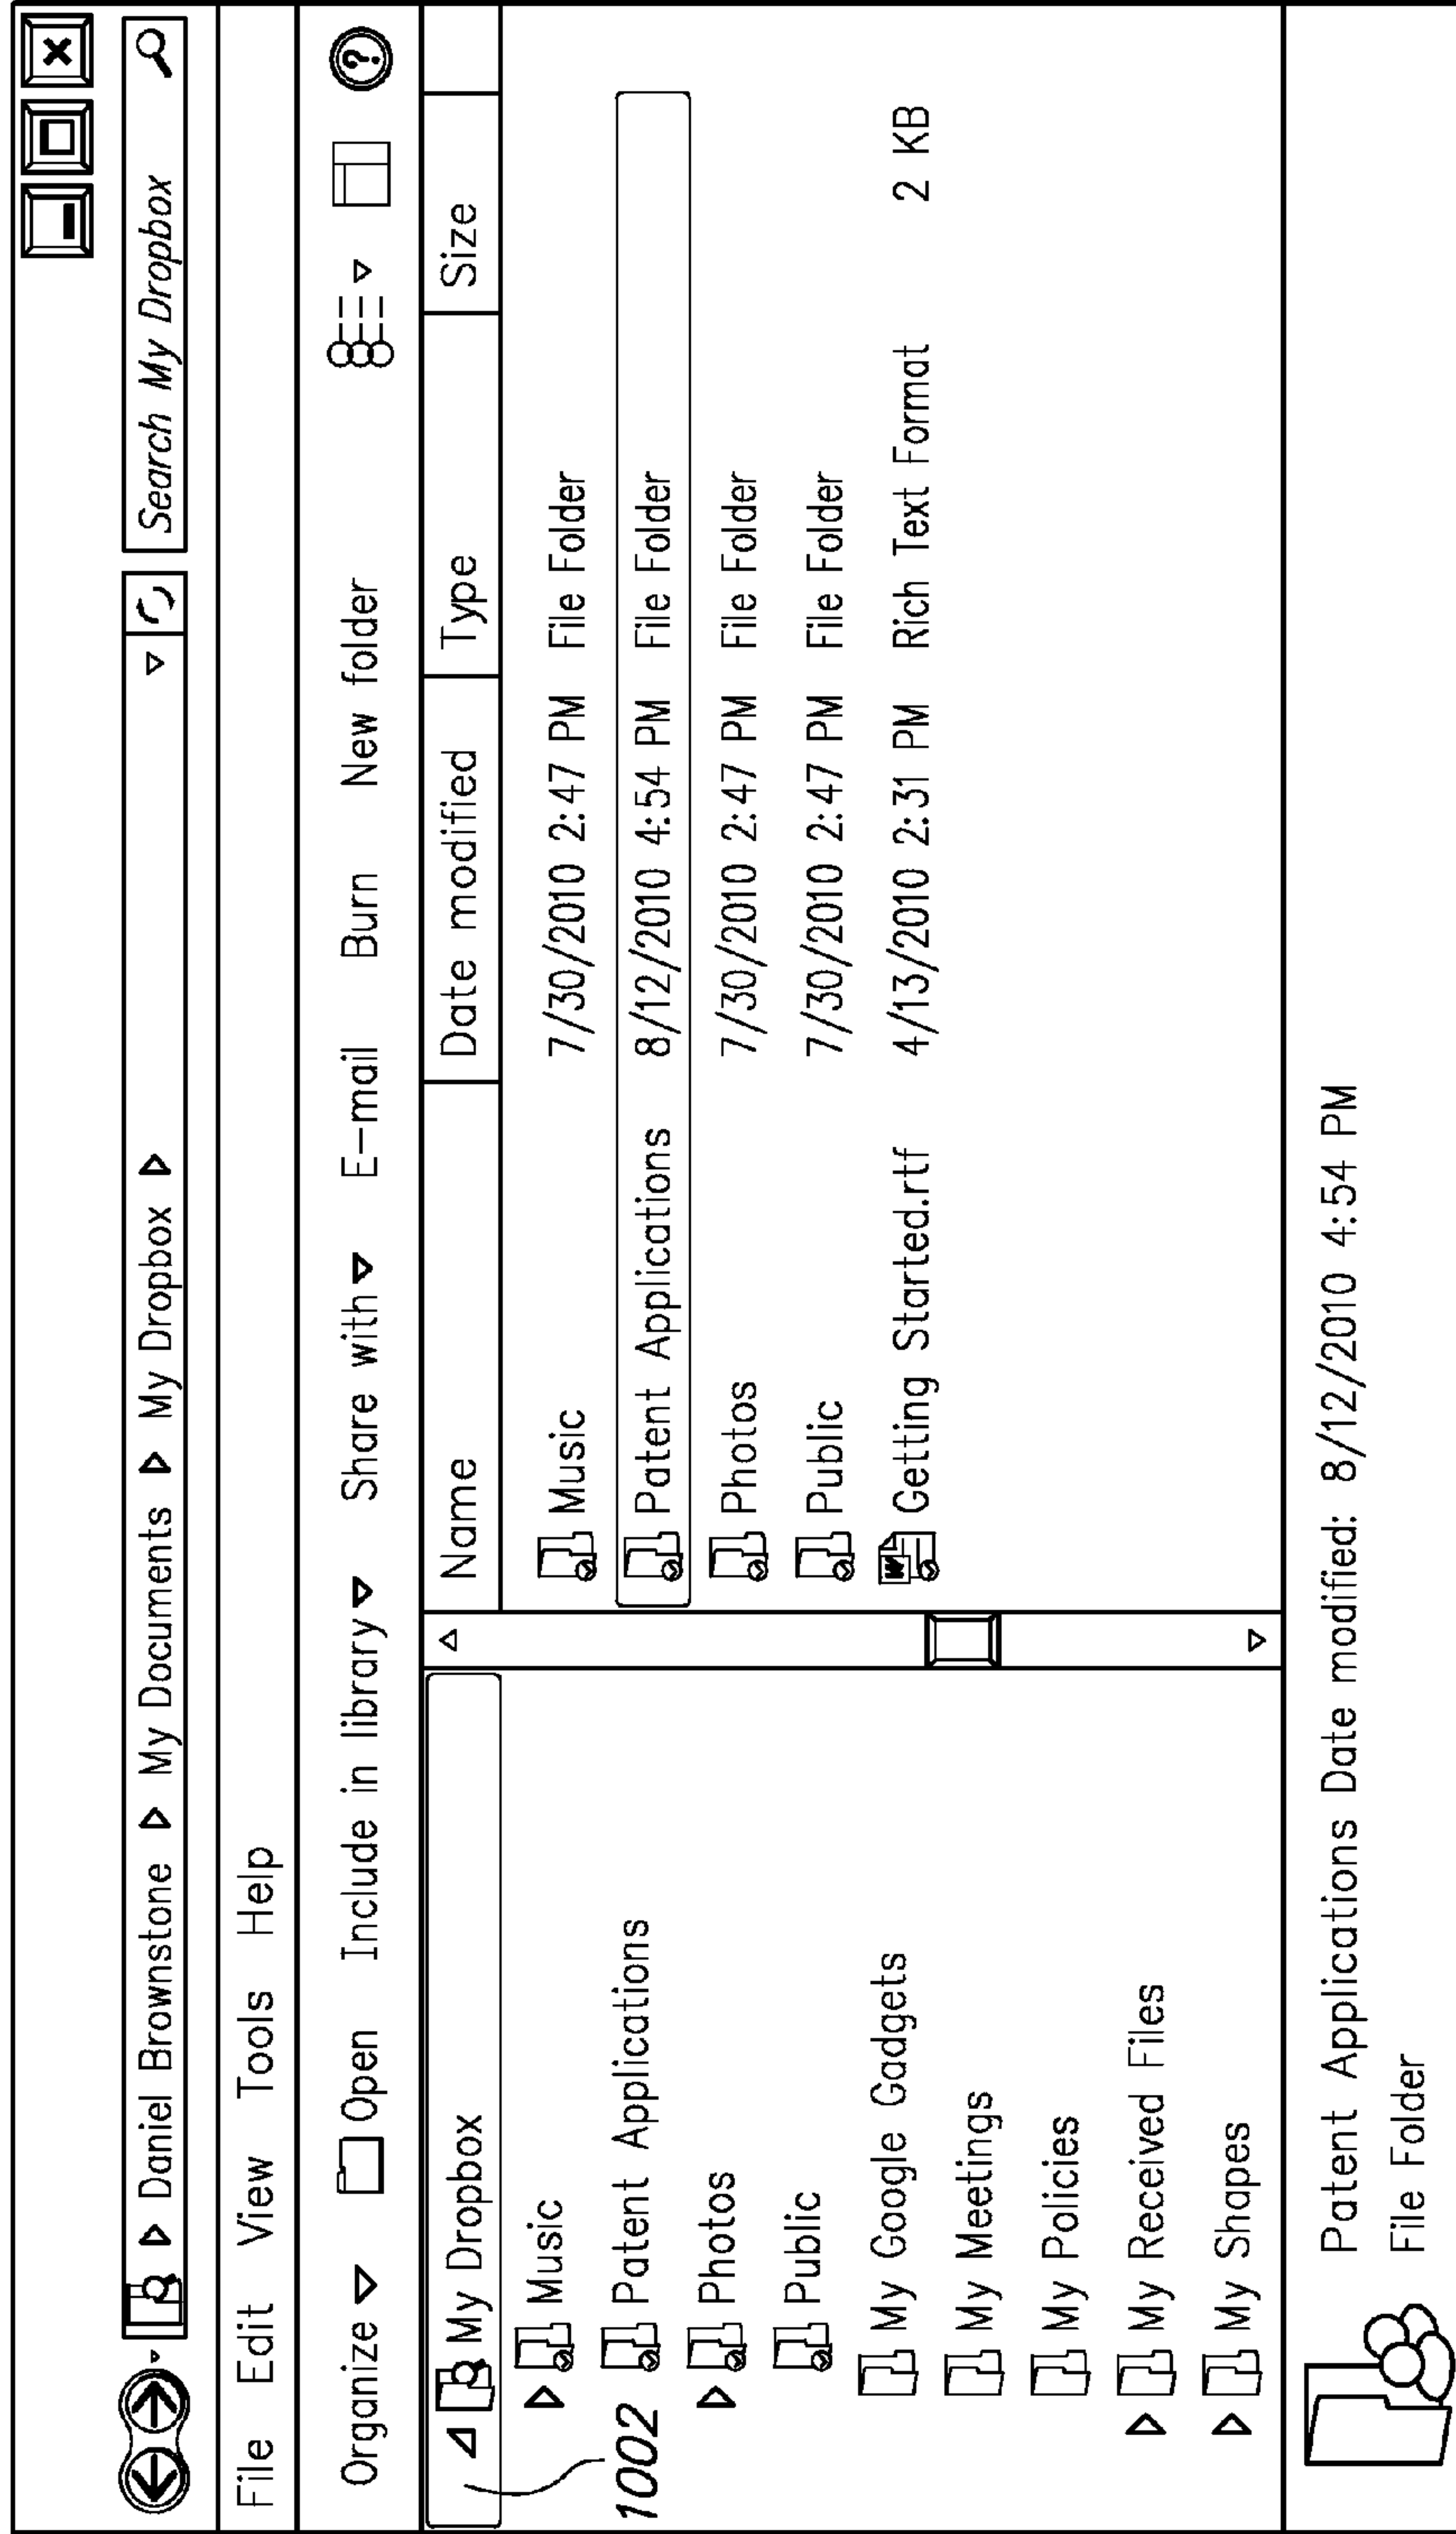 Daniel Brownstone My Documents My Dropbox Search My Dropbox
File Edit View Tools Help
Organize Open Include in library Share with E-mail Burn New folder ?
My Dropbox
Music
1002
Patent Applications
Photos
Public
My Google Gadgets
My Meetings
My Policies
My Received Files
My Shapes
Name Date modified Type Size
Music 7/30/2010 2:47 PM File Folder
Patent Applications 8/12/2010 4:54 PM File Folder
Photos 7/30/2010 2:47 PM File Folder
Public 7/30/2010 2:47 PM File Folder
W Getting Started.rtf 4/13/2010 2:31 PM Rich Text Format 2 KB
Patent Applications Date modified: 8/12/2010 4:54 PM
File Folder